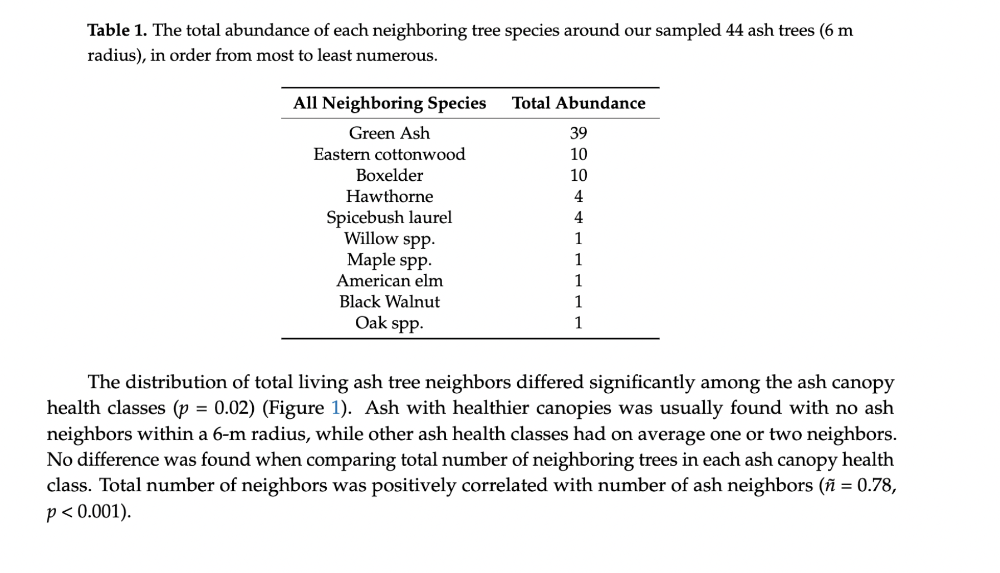 Table 1. The total abundance of each neighboring tree species around our sampled 44 ash trees (6 m
radius), in order from most to least numerous.
All Neighboring Species Total Abundance
Green Ash 39
Eastern cottonwood 10
Boxelder 10
Hawthorne 4
Spicebush laurel 4
Willow spp. 1
Maple spp. 1
American elm 1
Black Walnut 1
Oak spp. 1
The distribution of total living ash tree neighbors differed significantly among the ash canopy
health classes (p = 0.02) (Figure 1). Ash with healthier canopies was usually found with no ash
neighbors within a 6-m radius, while other ash health classes had on average one or two neighbors.
No difference was found when comparing total number of neighboring trees in each ash canopy health
class. Total number of neighbors was positively correlated with number of ash neighbors (ñ = 0.78,
p < 0.001).